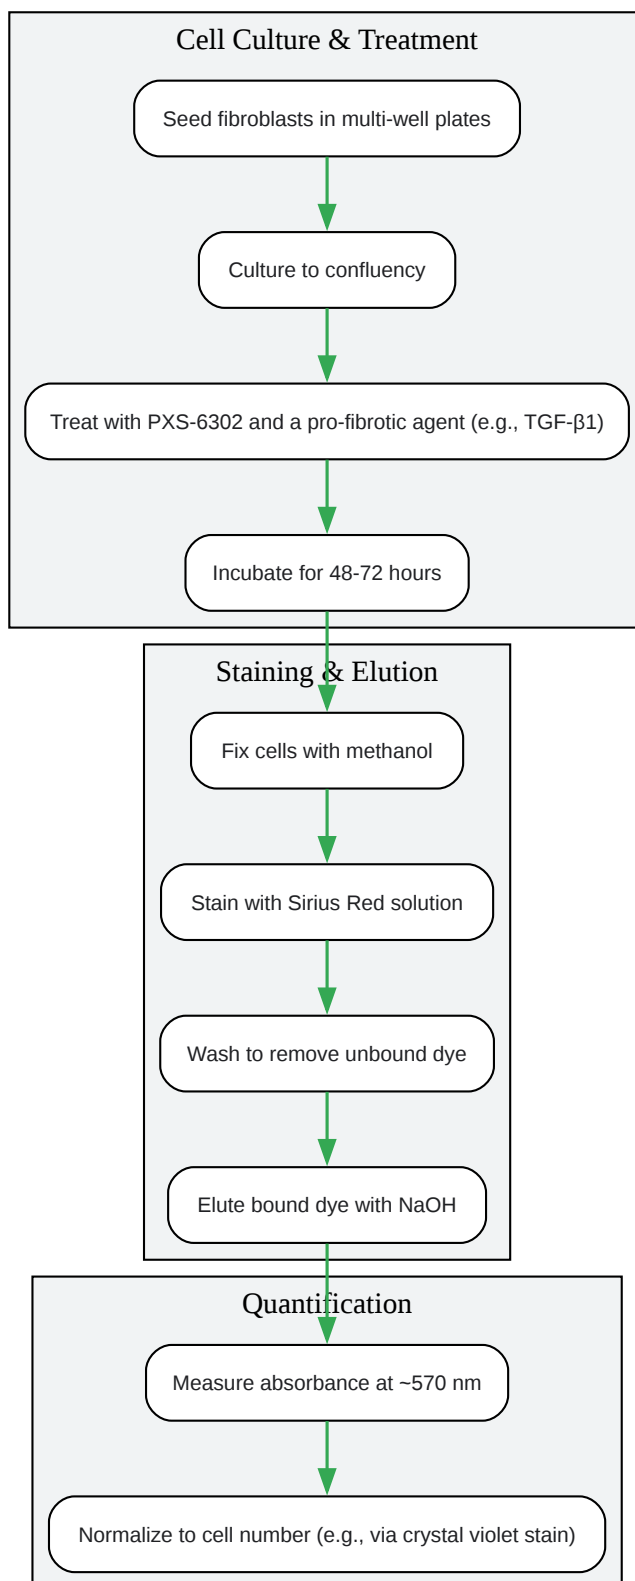 Cell Culture & Treatment
Seed fibroblasts in multi-well plates
Culture to confluency
Treat with PXS-6302 and a pro-fibrotic agent (e.g., TGF-β1)
Incubate for 48-72 hours
Staining & Elution
Fix cells with methanol
Stain with Sirius Red solution
Wash to remove unbound dye
Elute bound dye with NaOH
Quantification
Measure absorbance at ~570 nm
Normalize to cell number (e.g., via crystal violet stain)